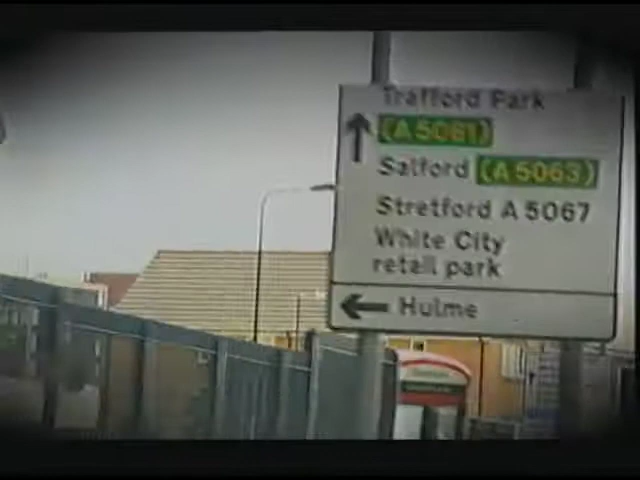 Trafford Park
(A 5081)
Salford (A 5063)
Stretford A 5067
White City
retail park
Hulme